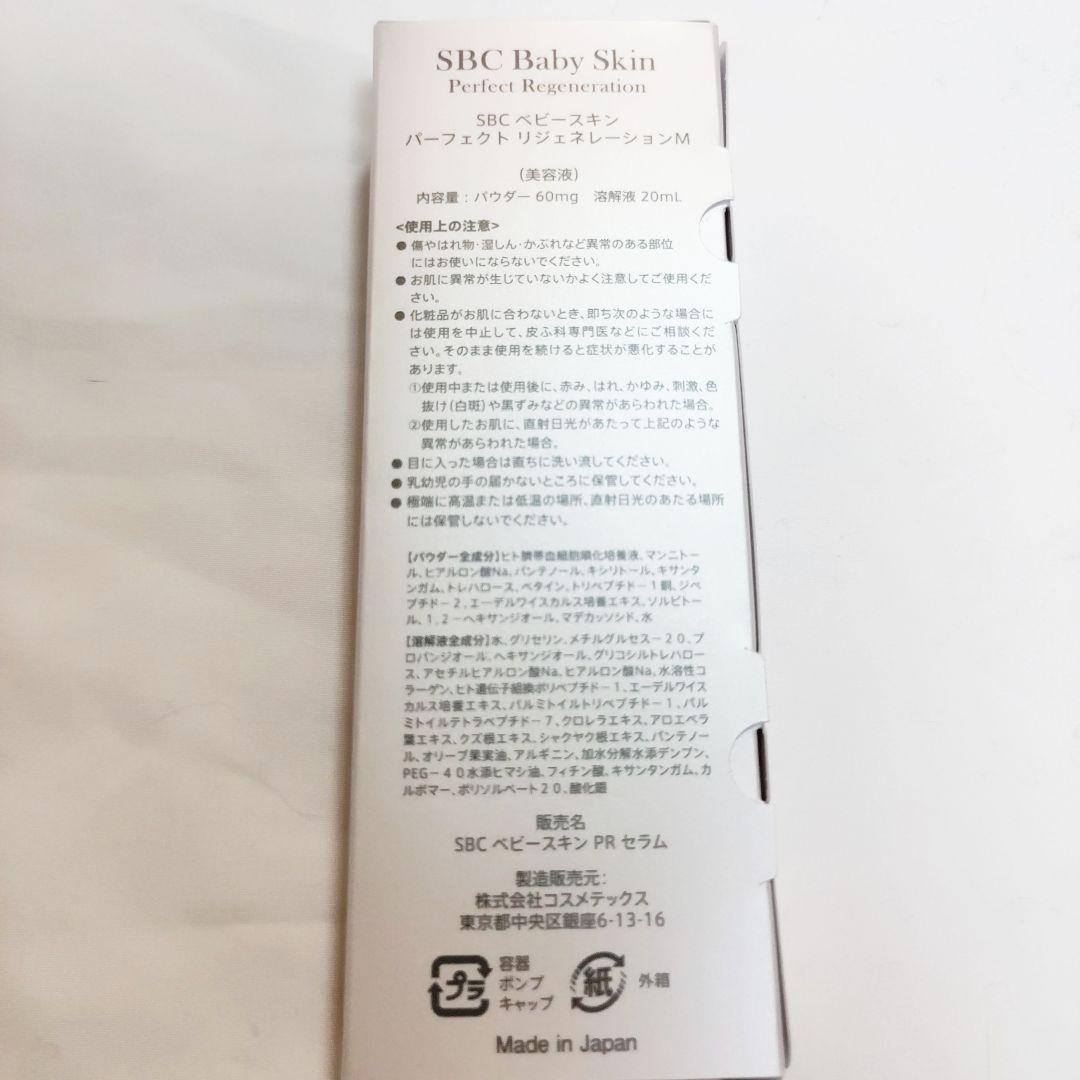 SBC Baby Skin
Perfect Regeneration
SBC ベビースキン
パーフェクト リジェネレーションM
(美容液)
内容量：パウダー 60mg 溶解液 20mL
<使用上の注意>
● 傷やはれ物・湿しん・かぶれなど異常のある部位
にはお使いにならないでください。
● お肌に異常が生じていないかよく注意してご使用くだ
さい。
● 化粧品がお肌に合わないとき、即ち次のような場合に
は使用を中止して、皮ふ科専門医などにご相談くだ
さい。そのまま使用を続けると症状が悪化することが
あります。
①使用中または使用後に、赤み、はれ、かゆみ、刺激、色
抜け(白斑)や黒ずみなどの異常があらわれた場合。
②使用したお肌に、直射日光があたって上記のような
異常があらわれた場合。
● 目に入った場合は直ちに洗い流してください。
● 乳幼児の手の届かないところに保管してください。
● 極端に高温または低温の場所、直射日光のあたる場所
には保管しないでください。
【パウダー全成分】ヒト臍帯血細胞順化培養液、マンニトー
ル、ヒアルロン酸Na、パンテノール、キシリトール、キサンタ
ンガム、トレハロース、ベタイン、トリペプチド－1銅、ジペ
プチド－2、エーデルワイスカルス培養エキス、ソルビトー
ル、1,2－ヘキサンジオール、マデカッソシド、水
【溶解液全成分】水、グリセリン、メチルグルセス－20、プ
ロパンジオール、ヘキサンジオール、グリコシルトレハロー
ス、アセチルヒアルロン酸Na、ヒアルロン酸Na、水溶性コ
ラーゲン、ヒト遺伝子組換ポリペプチド－1、エーデルワイス
カルス培養エキス、パルミトイルトリペプチド－1、パル
ミトイルテトラペプチド－7、クロレラエキス、アロエベラ
葉エキス、クズ根エキス、シャクヤク根エキス、パンテノー
ル、オリーブ果実油、アルギニン、加水分解水添デンプン、
PEG－40水添ヒマシ油、フィチン酸、キサンタンガム、カ
ルボマー、ポリソルベート20、酸化銀
販売名
SBC ベビースキン PR セラム
製造販売元：
株式会社コスメテックス
東京都中央区銀座6-13-16
プラ
容器
ポンプ
キャップ
紙
外箱
Made in Japan